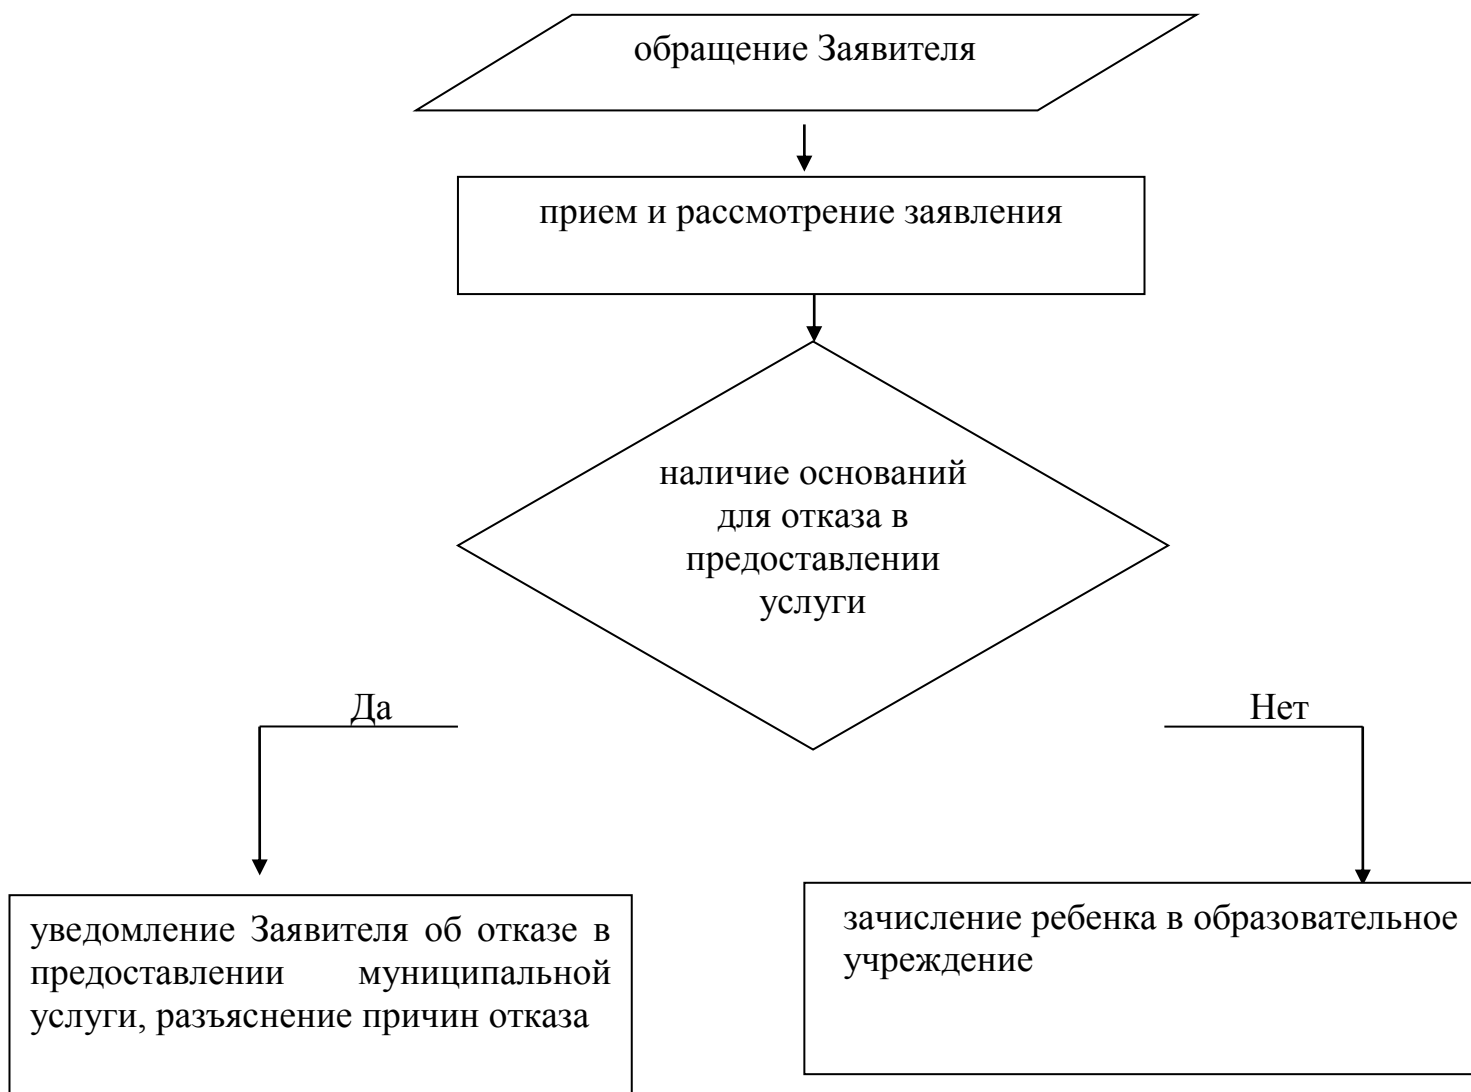 обращение Заявителя
прием и рассмотрение заявления
наличие оснований
для отказа в
предоставлении
услуги
Да
Нет
уведомление Заявителя об отказе в
предоставлении муниципальной
услуги, разъяснение причин отказа
зачисление ребенка в образовательное
учреждение